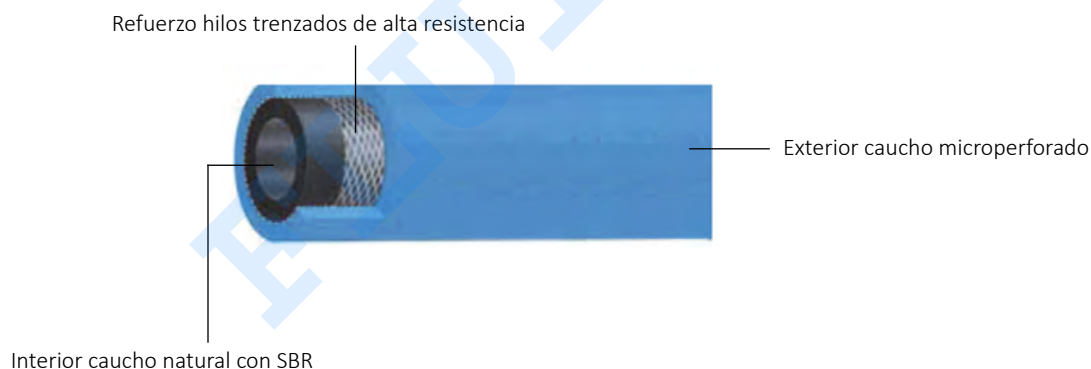 Refuerzo hilos trenzados de alta resistencia
Exterior caucho microperforado
Interior caucho natural con SBR